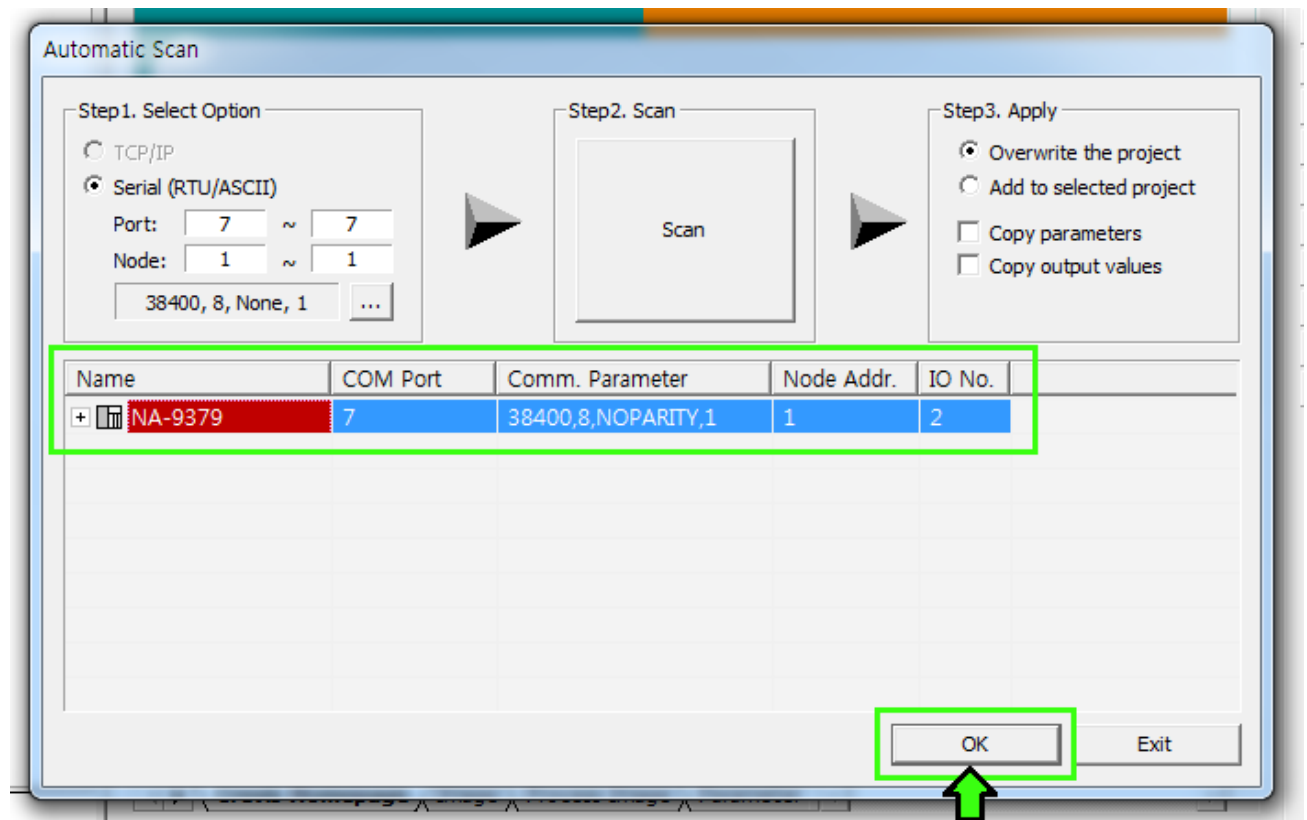 Automatic Scan
Step1. Select Option
TCP/IP
Serial (RTU/ASCII)
Port: 7 ~ 7
Node: 1 ~ 1
38400, 8, None, 1 ...
Step2. Scan
Scan
Step3. Apply
Overwrite the project
Add to selected project
Copy parameters
Copy output values
Name COM Port Comm. Parameter Node Addr. IO No.
NA-9379 7 38400,8,NOPARITY,1 1 2
OK Exit